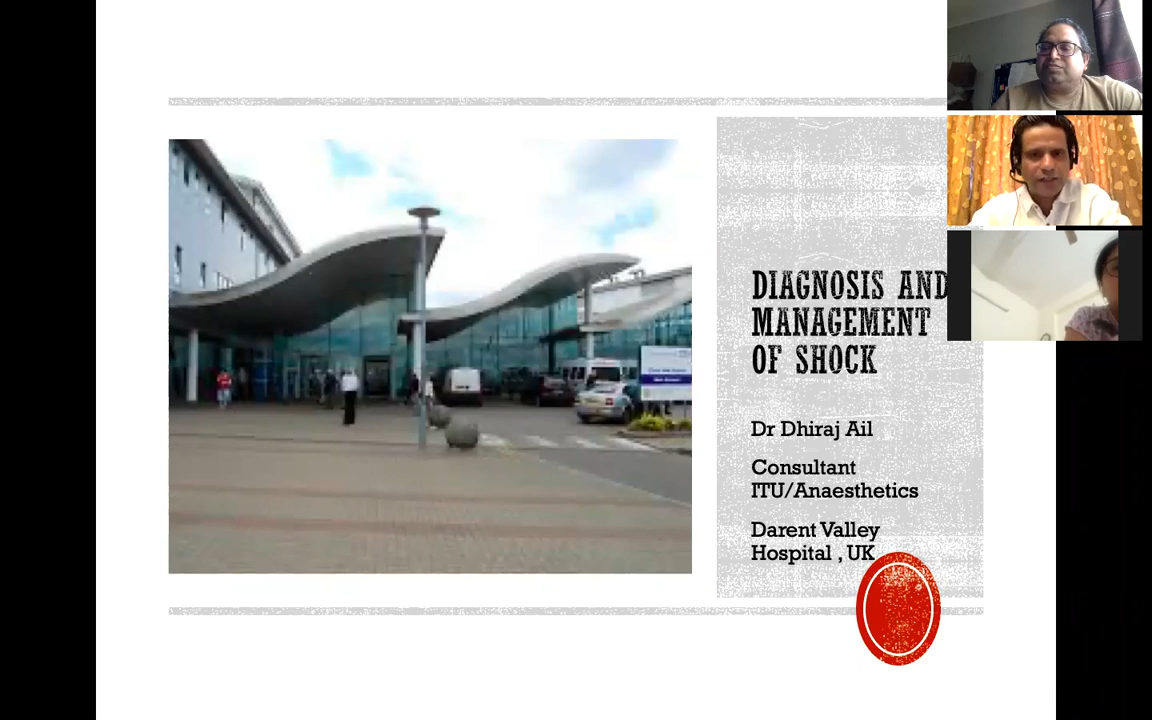 DIAGNOSIS AND
MANAGEMENT
OF SHOCK
Dr Dhiraj Ail
Consultant
ITU/Anaesthetics
Darent Valley
Hospital , UK